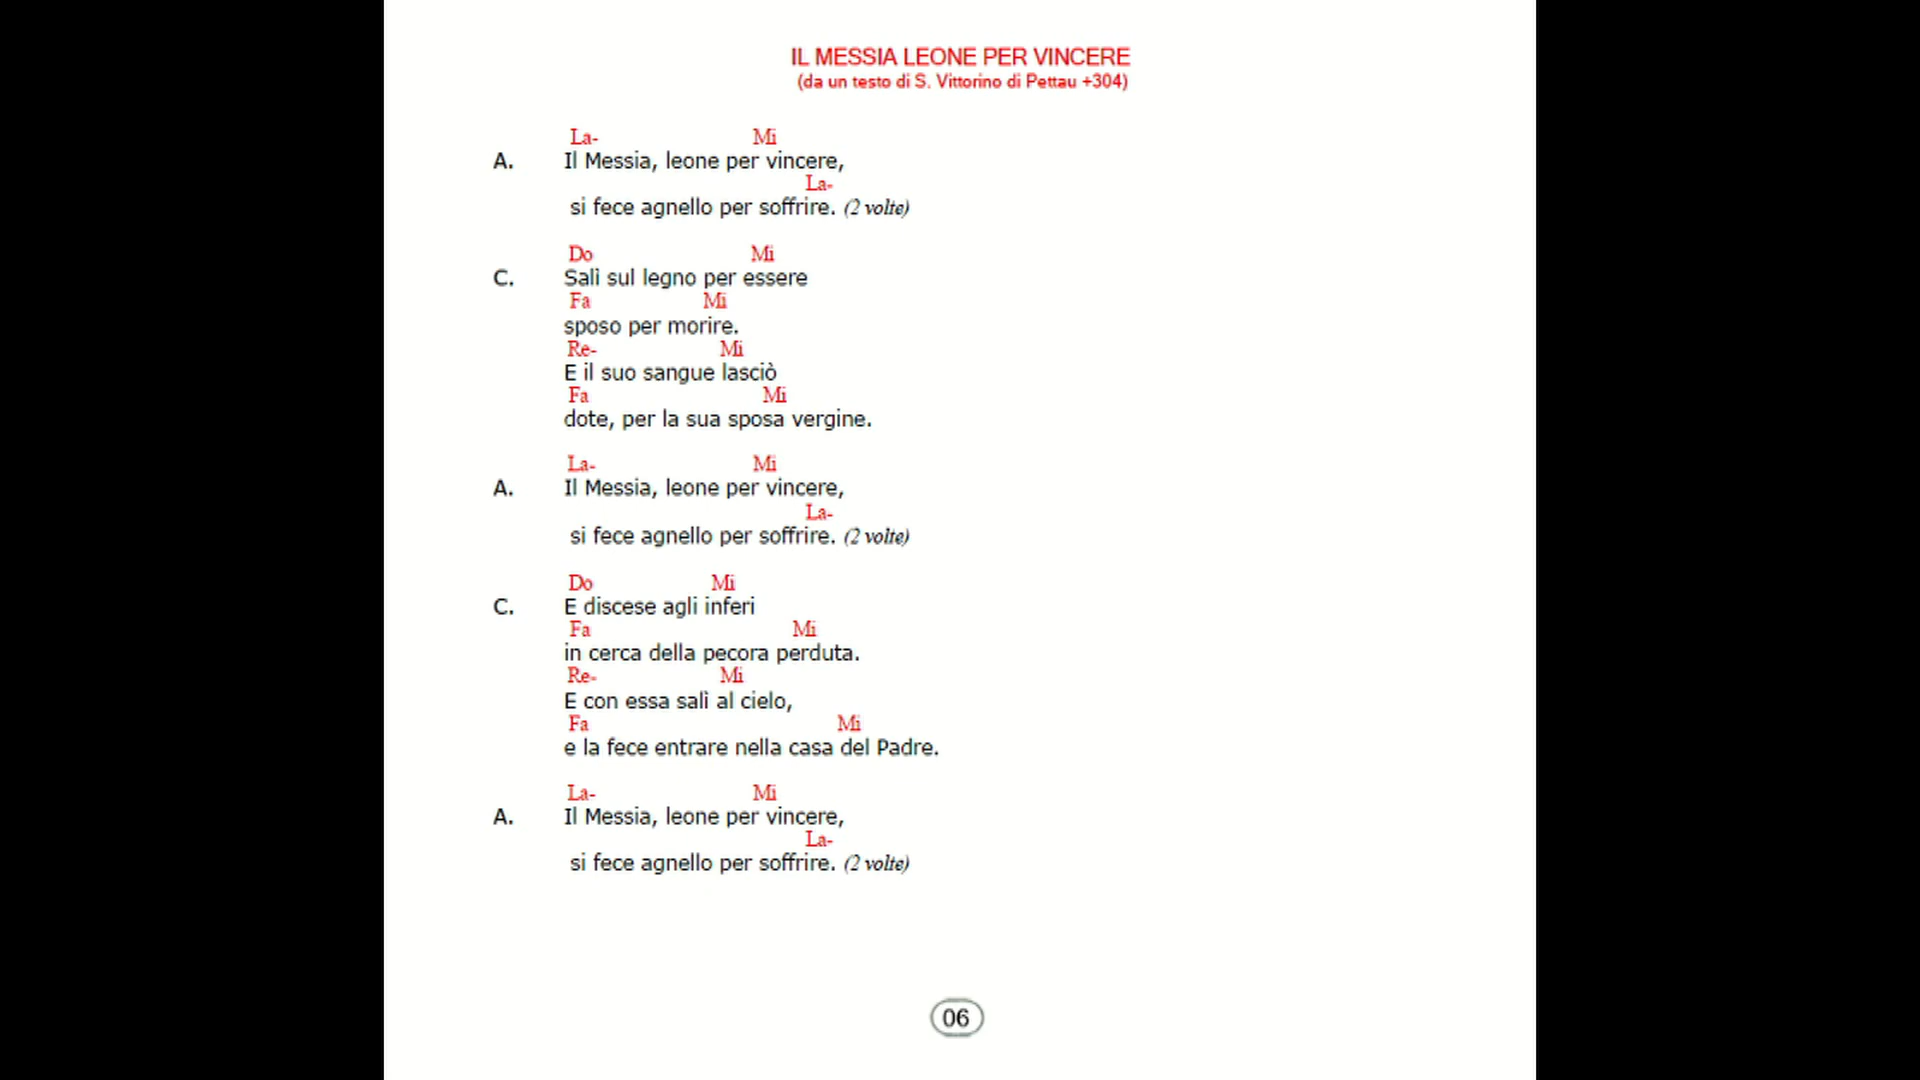 IL MESSIA LEONE PER VINCERE
(da un testo di S. Vittorino di Pettau +304)
La- Mi
A. Il Messia, leone per vincere,
La-
si fece agnello per soffrire. (2 volte)
Do Mi
C. Salì sul legno per essere
Fa Mi
sposo per morire.
Re- Mi
E il suo sangue lasciò
Fa Mi
dote, per la sua sposa vergine.
La- Mi
A. Il Messia, leone per vincere,
La-
si fece agnello per soffrire. (2 volte)
Do Mi
C. E discese agli inferi
Fa Mi
in cerca della pecora perduta.
Re- Mi
E con essa salì al cielo,
Fa Mi
e la fece entrare nella casa del Padre.
La- Mi
A. Il Messia, leone per vincere,
La-
si fece agnello per soffrire. (2 volte)
06